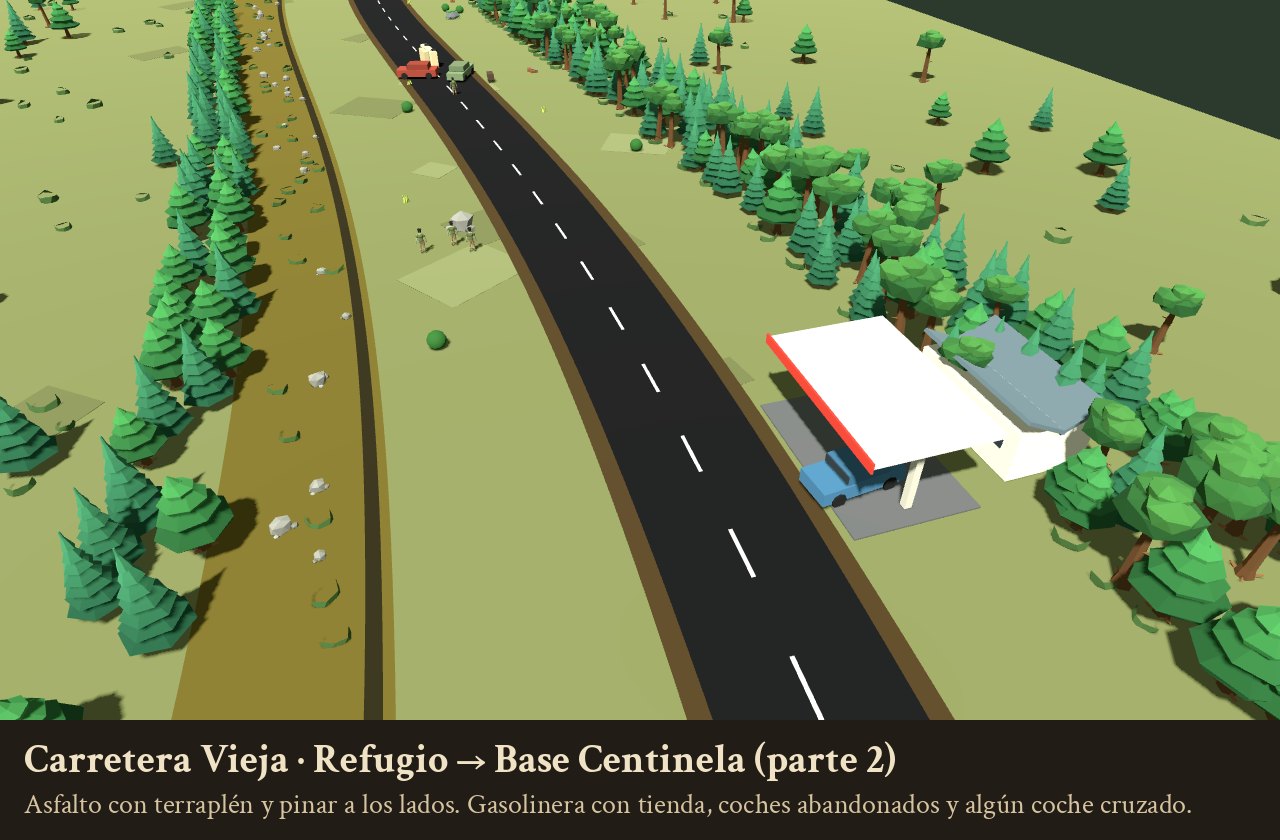 Carretera Vieja · Refugio → Base Centinela (parte 2)
Asfalto con terraplén y pinar a los lados. Gasolinera con tienda, coches abandonados y algún coche cruzado.